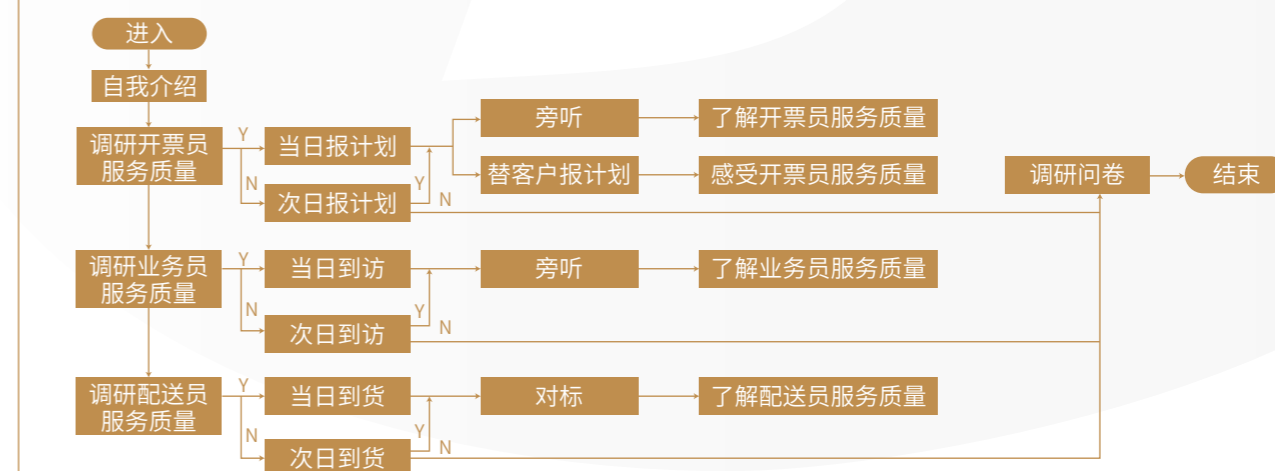 进入
自我介绍
调研开票员
服务质量
Y
N
当日报计划
次日报计划
Y
N
旁听
了解开票员服务质量
替客户报计划
感受开票员服务质量
调研问卷
结束
调研业务员
服务质量
Y
N
当日到访
次日到访
Y
N
旁听
了解业务员服务质量
调研配送员
服务质量
Y
N
当日到货
次日到货
Y
N
对标
了解配送员服务质量